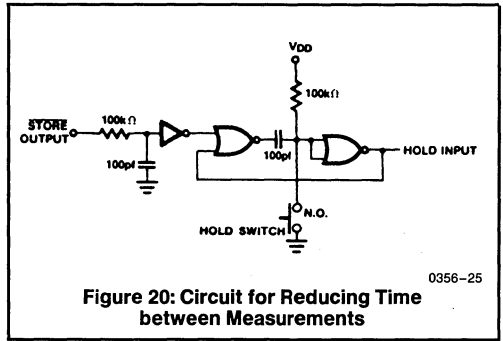 VDD
100kΩ
100kΩ
STORE
OUTPUT
100pf
100pf
HOLD INPUT
N.O.
HOLD SWITCH
0356-25
Figure 20: Circuit for Reducing Time
between Measurements